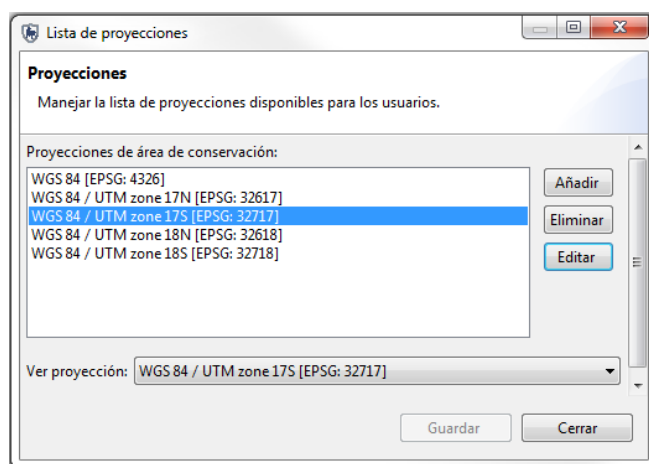 Lista de proyecciones
Proyecciones
Manejar la lista de proyecciones disponibles para los usuarios.
Proyecciones de área de conservación:
WGS 84 [EPSG: 4326]
WGS 84 / UTM zone 17N [EPSG: 32617]
WGS 84 / UTM zone 17S [EPSG: 32717]
WGS 84 / UTM zone 18N [EPSG: 32618]
WGS 84 / UTM zone 18S [EPSG: 32718]
Añadir
Eliminar
Editar
Ver proyección: WGS 84 / UTM zone 17S [EPSG: 32717]
Guardar Cerrar